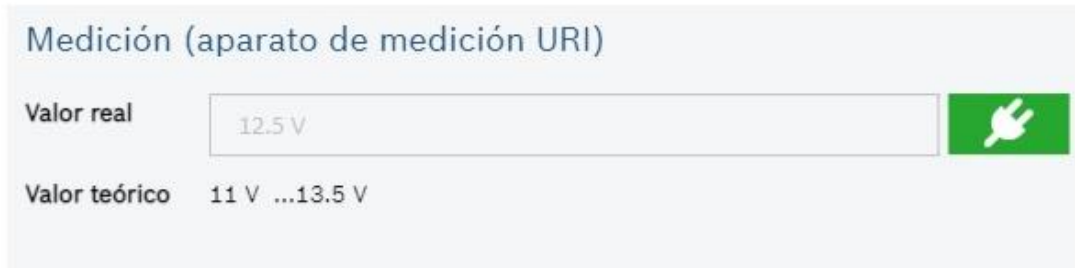 Medición (aparato de medición URI)
Valor real 12.5 V
Valor teórico 11 V ...13.5 V